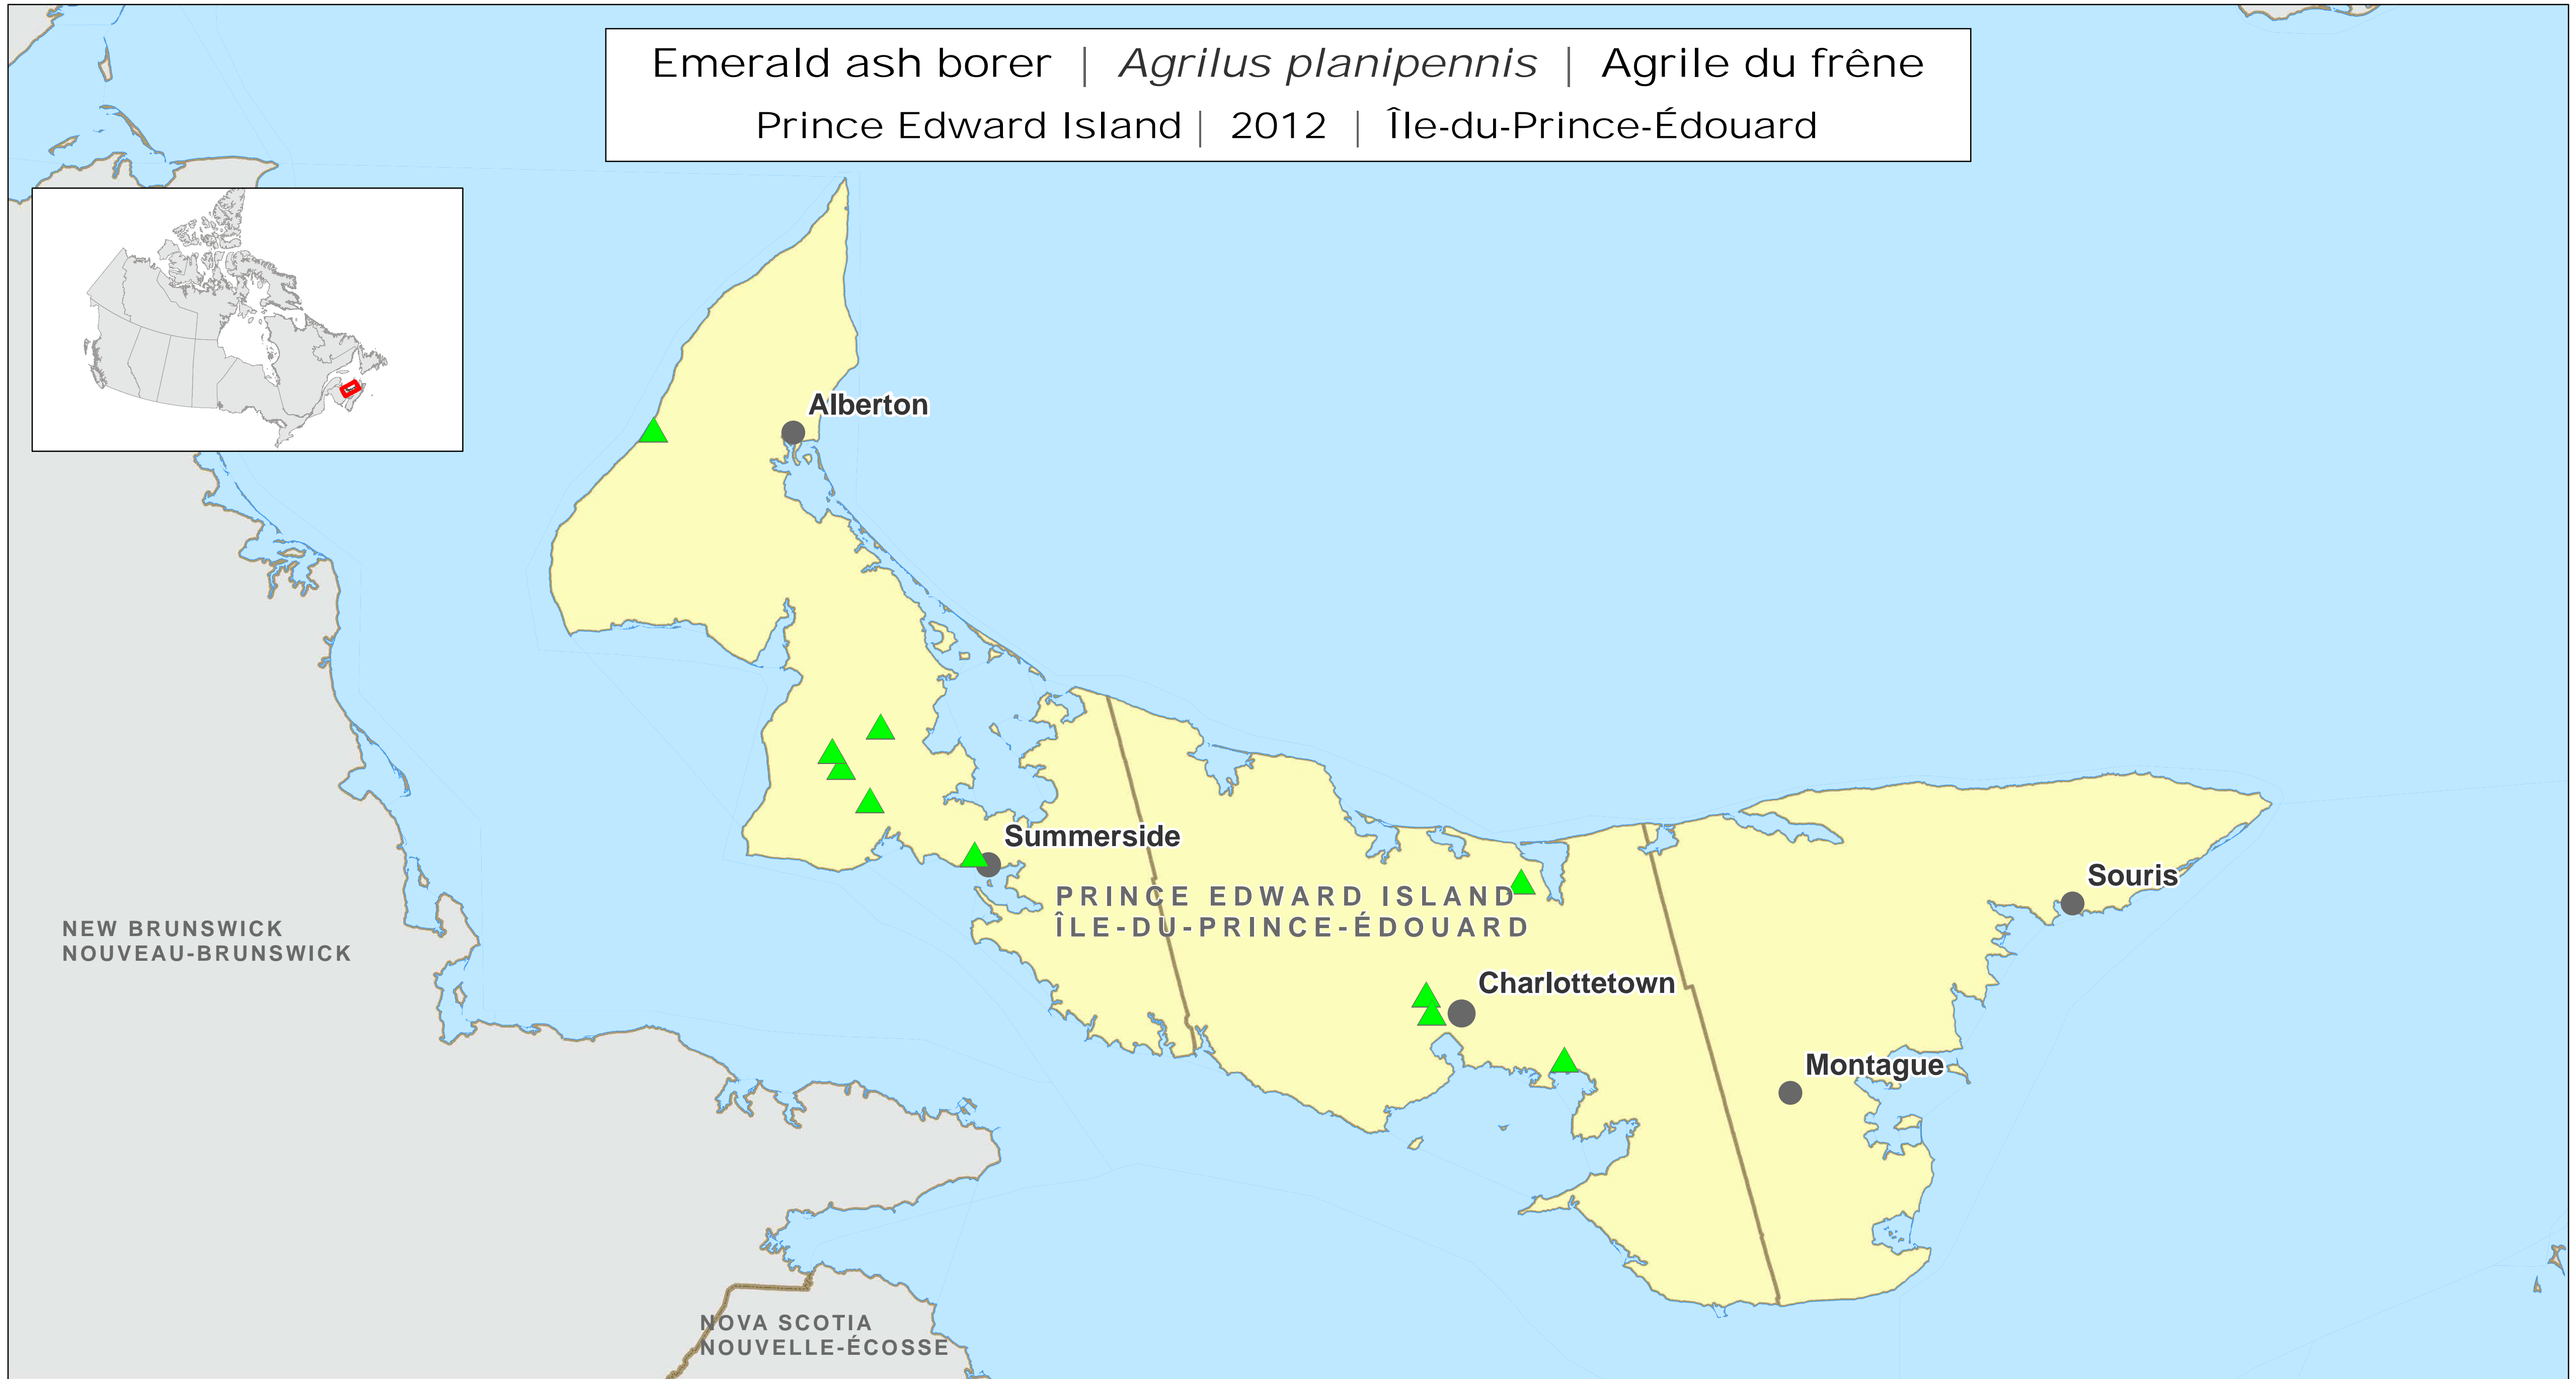 Emerald ash borer | Agrilus planipennis | Agrile du frêne
Prince Edward Island | 2012 | Île-du-Prince-Édouard
Alberton
Summerside
Souris
PRINCE EDWARD ISLAND
ÎLE-DU-PRINCE-ÉDOUARD
NEW BRUNSWICK
NOUVEAU-BRUNSWICK
Charlottetown
Montague
NOVA SCOTIA
NOUVELLE-ÉCOSSE